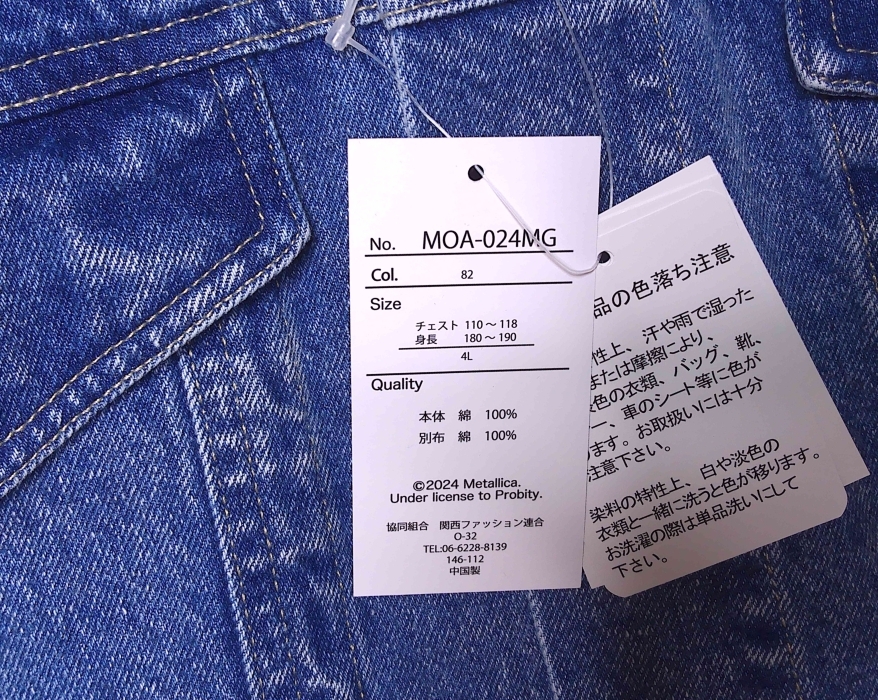 No. MOA-024MG
Col. 82
Size
チェスト 110～118
身長 180～190
4L
Quality
本体 綿 100%
別布 綿 100%
©2024 Metallica.
Under license to Probity.
協同組合 関西ファッション連合
O-32
TEL:06-6228-8139
146-112
中国製
品の色落ち注意
性上、汗や雨で湿った
または摩擦により、
色の衣類、バッグ、靴、
ー、車のシート等に色が
ます。お取扱いには十分
注意下さい。
染料の特性上、白や淡色の
衣類と一緒に洗うと色が移ります。
お洗濯の際は単品洗いにして
下さい。